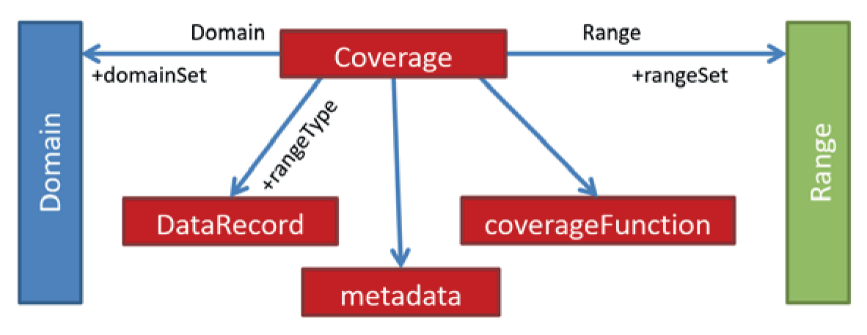 Domain
Range
Coverage
+domainSet
+rangeSet
+rangeType
Domain
Range
DataRecord
coverageFunction
metadata